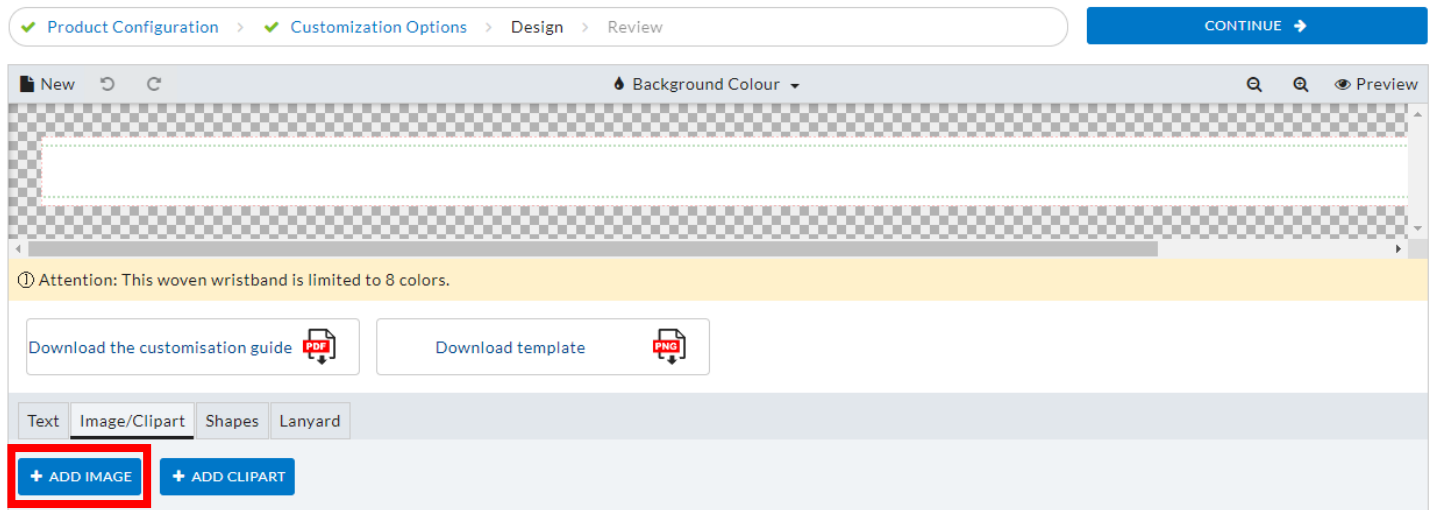 Product Configuration > Customization Options > Design > Review
CONTINUE
New
Background Colour
Preview
Attention: This woven wristband is limited to 8 colors.
Download the customisation guide PDF
Download template PNG
Text Image/Clipart Shapes Lanyard
+ ADD IMAGE
+ ADD CLIPART